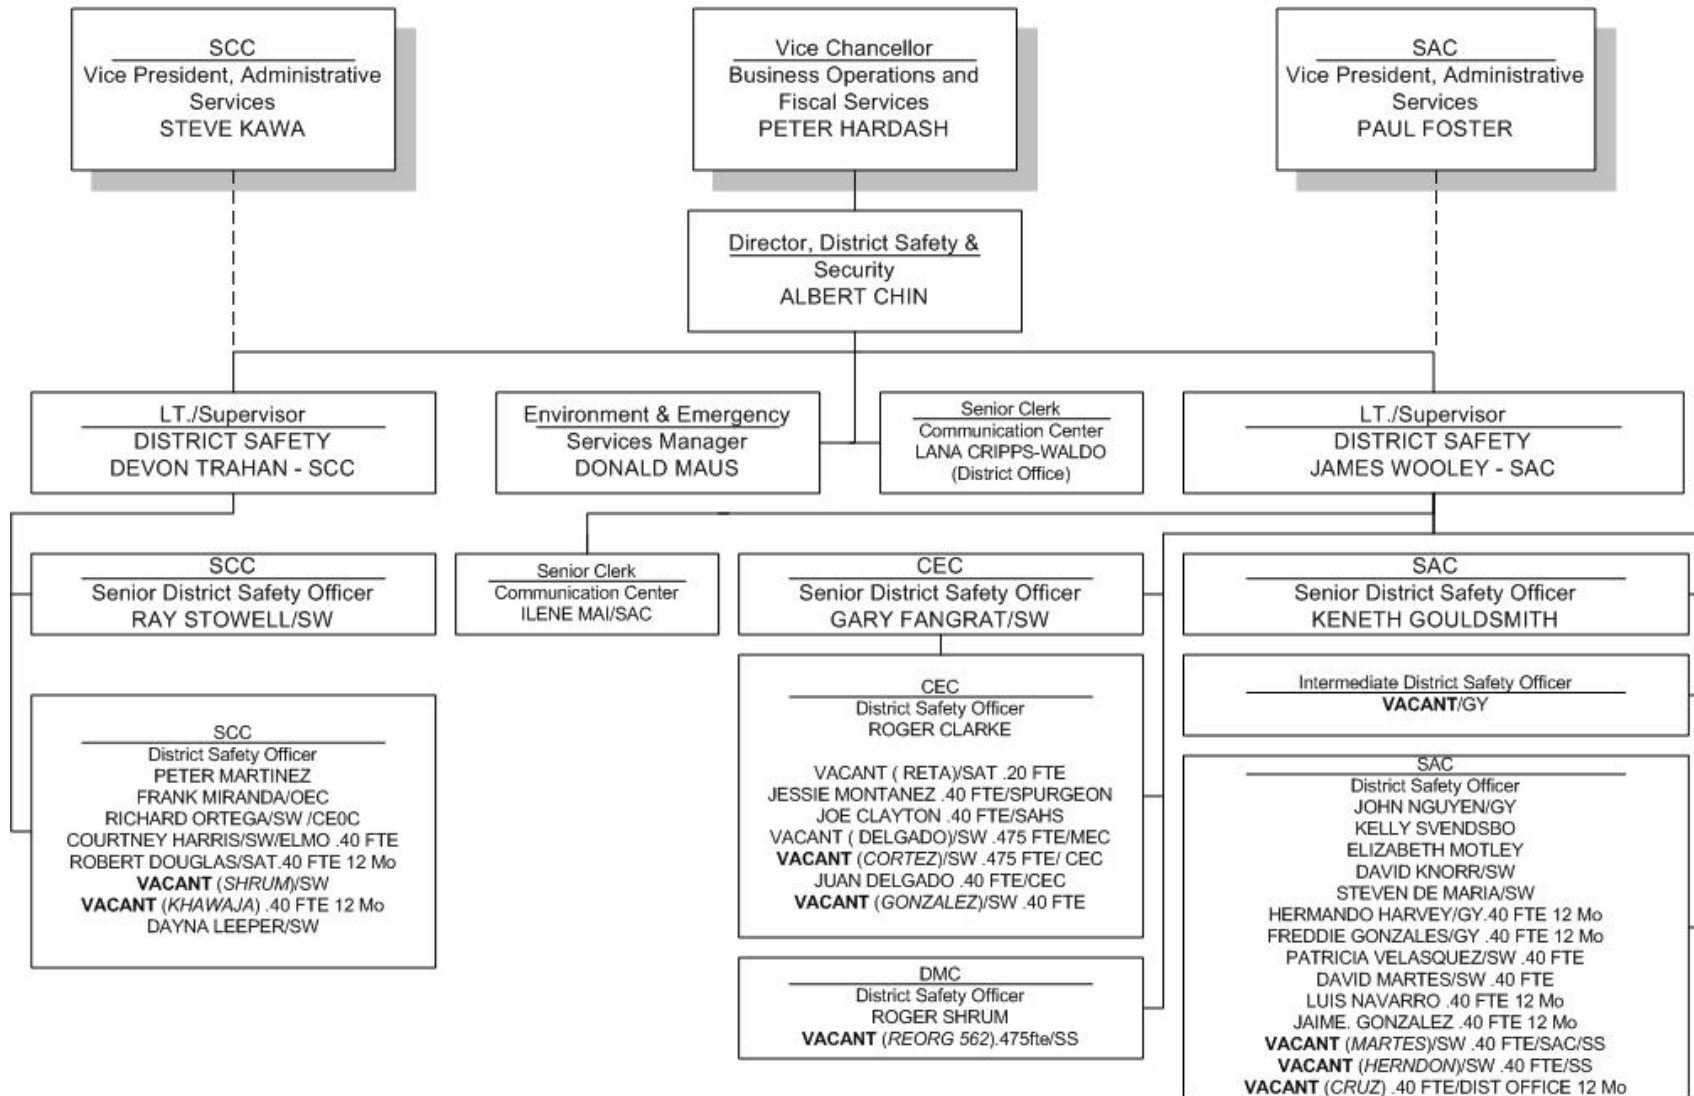 SCC
Vice President, Administrative
Services
STEVE KAWA
Vice Chancellor
Business Operations and
Fiscal Services
PETER HARDASH
SAC
Vice President, Administrative
Services
PAUL FOSTER
Director, District Safety &
Security
ALBERT CHIN
LT./Supervisor
DISTRICT SAFETY
DEVON TRAHAN - SCC
Environment & Emergency
Services Manager
DONALD MAUS
Senior Clerk
Communication Center
LANA CRIPPS-WALDO
(District Office)
LT./Supervisor
DISTRICT SAFETY
JAMES WOOLEY - SAC
SCC
Senior District Safety Officer
RAY STOWELL/SW
Senior Clerk
Communication Center
ILENE MAI/SAC
CEC
Senior District Safety Officer
GARY FANGRAT/SW
SAC
Senior District Safety Officer
KENETH GOULDSMITH
SCC
District Safety Officer
PETER MARTINEZ
FRANK MIRANDA/OEC
RICHARD ORTEGA/SW /CE0C
COURTNEY HARRIS/SW/ELMO .40 FTE
ROBERT DOUGLAS/SAT.40 FTE 12 Mo
VACANT (SHRUM)/SW
VACANT (KHAWAJA) .40 FTE 12 Mo
DAYNA LEEPER/SW
CEC
District Safety Officer
ROGER CLARKE
VACANT ( RETA)/SAT .20 FTE
JESSIE MONTANEZ .40 FTE/SPURGEON
JOE CLAYTON .40 FTE/SAHS
VACANT ( DELGADO)/SW .475 FTE/MEC
VACANT (CORTEZ)/SW .475 FTE/ CEC
JUAN DELGADO .40 FTE/CEC
VACANT (GONZALEZ)/SW .40 FTE
DMC
District Safety Officer
ROGER SHRUM
VACANT (REORG 562).475fte/SS
Intermediate District Safety Officer
VACANT/GY
SAC
District Safety Officer
JOHN NGUYEN/GY
KELLY SVENDSBO
ELIZABETH MOTLEY
DAVID KNORR/SW
STEVEN DE MARIA/SW
HERMANDO HARVEY/GY.40 FTE 12 Mo
FREDDIE GONZALES/GY .40 FTE 12 Mo
PATRICIA VELASQUEZ/SW .40 FTE
DAVID MARTES/SW .40 FTE
LUIS NAVARRO .40 FTE 12 Mo
JAIME. GONZALEZ .40 FTE 12 Mo
VACANT (MARTES)/SW .40 FTE/SAC/SS
VACANT (HERNDON)/SW .40 FTE/SS
VACANT (CRUZ) .40 FTE/DIST OFFICE 12 Mo